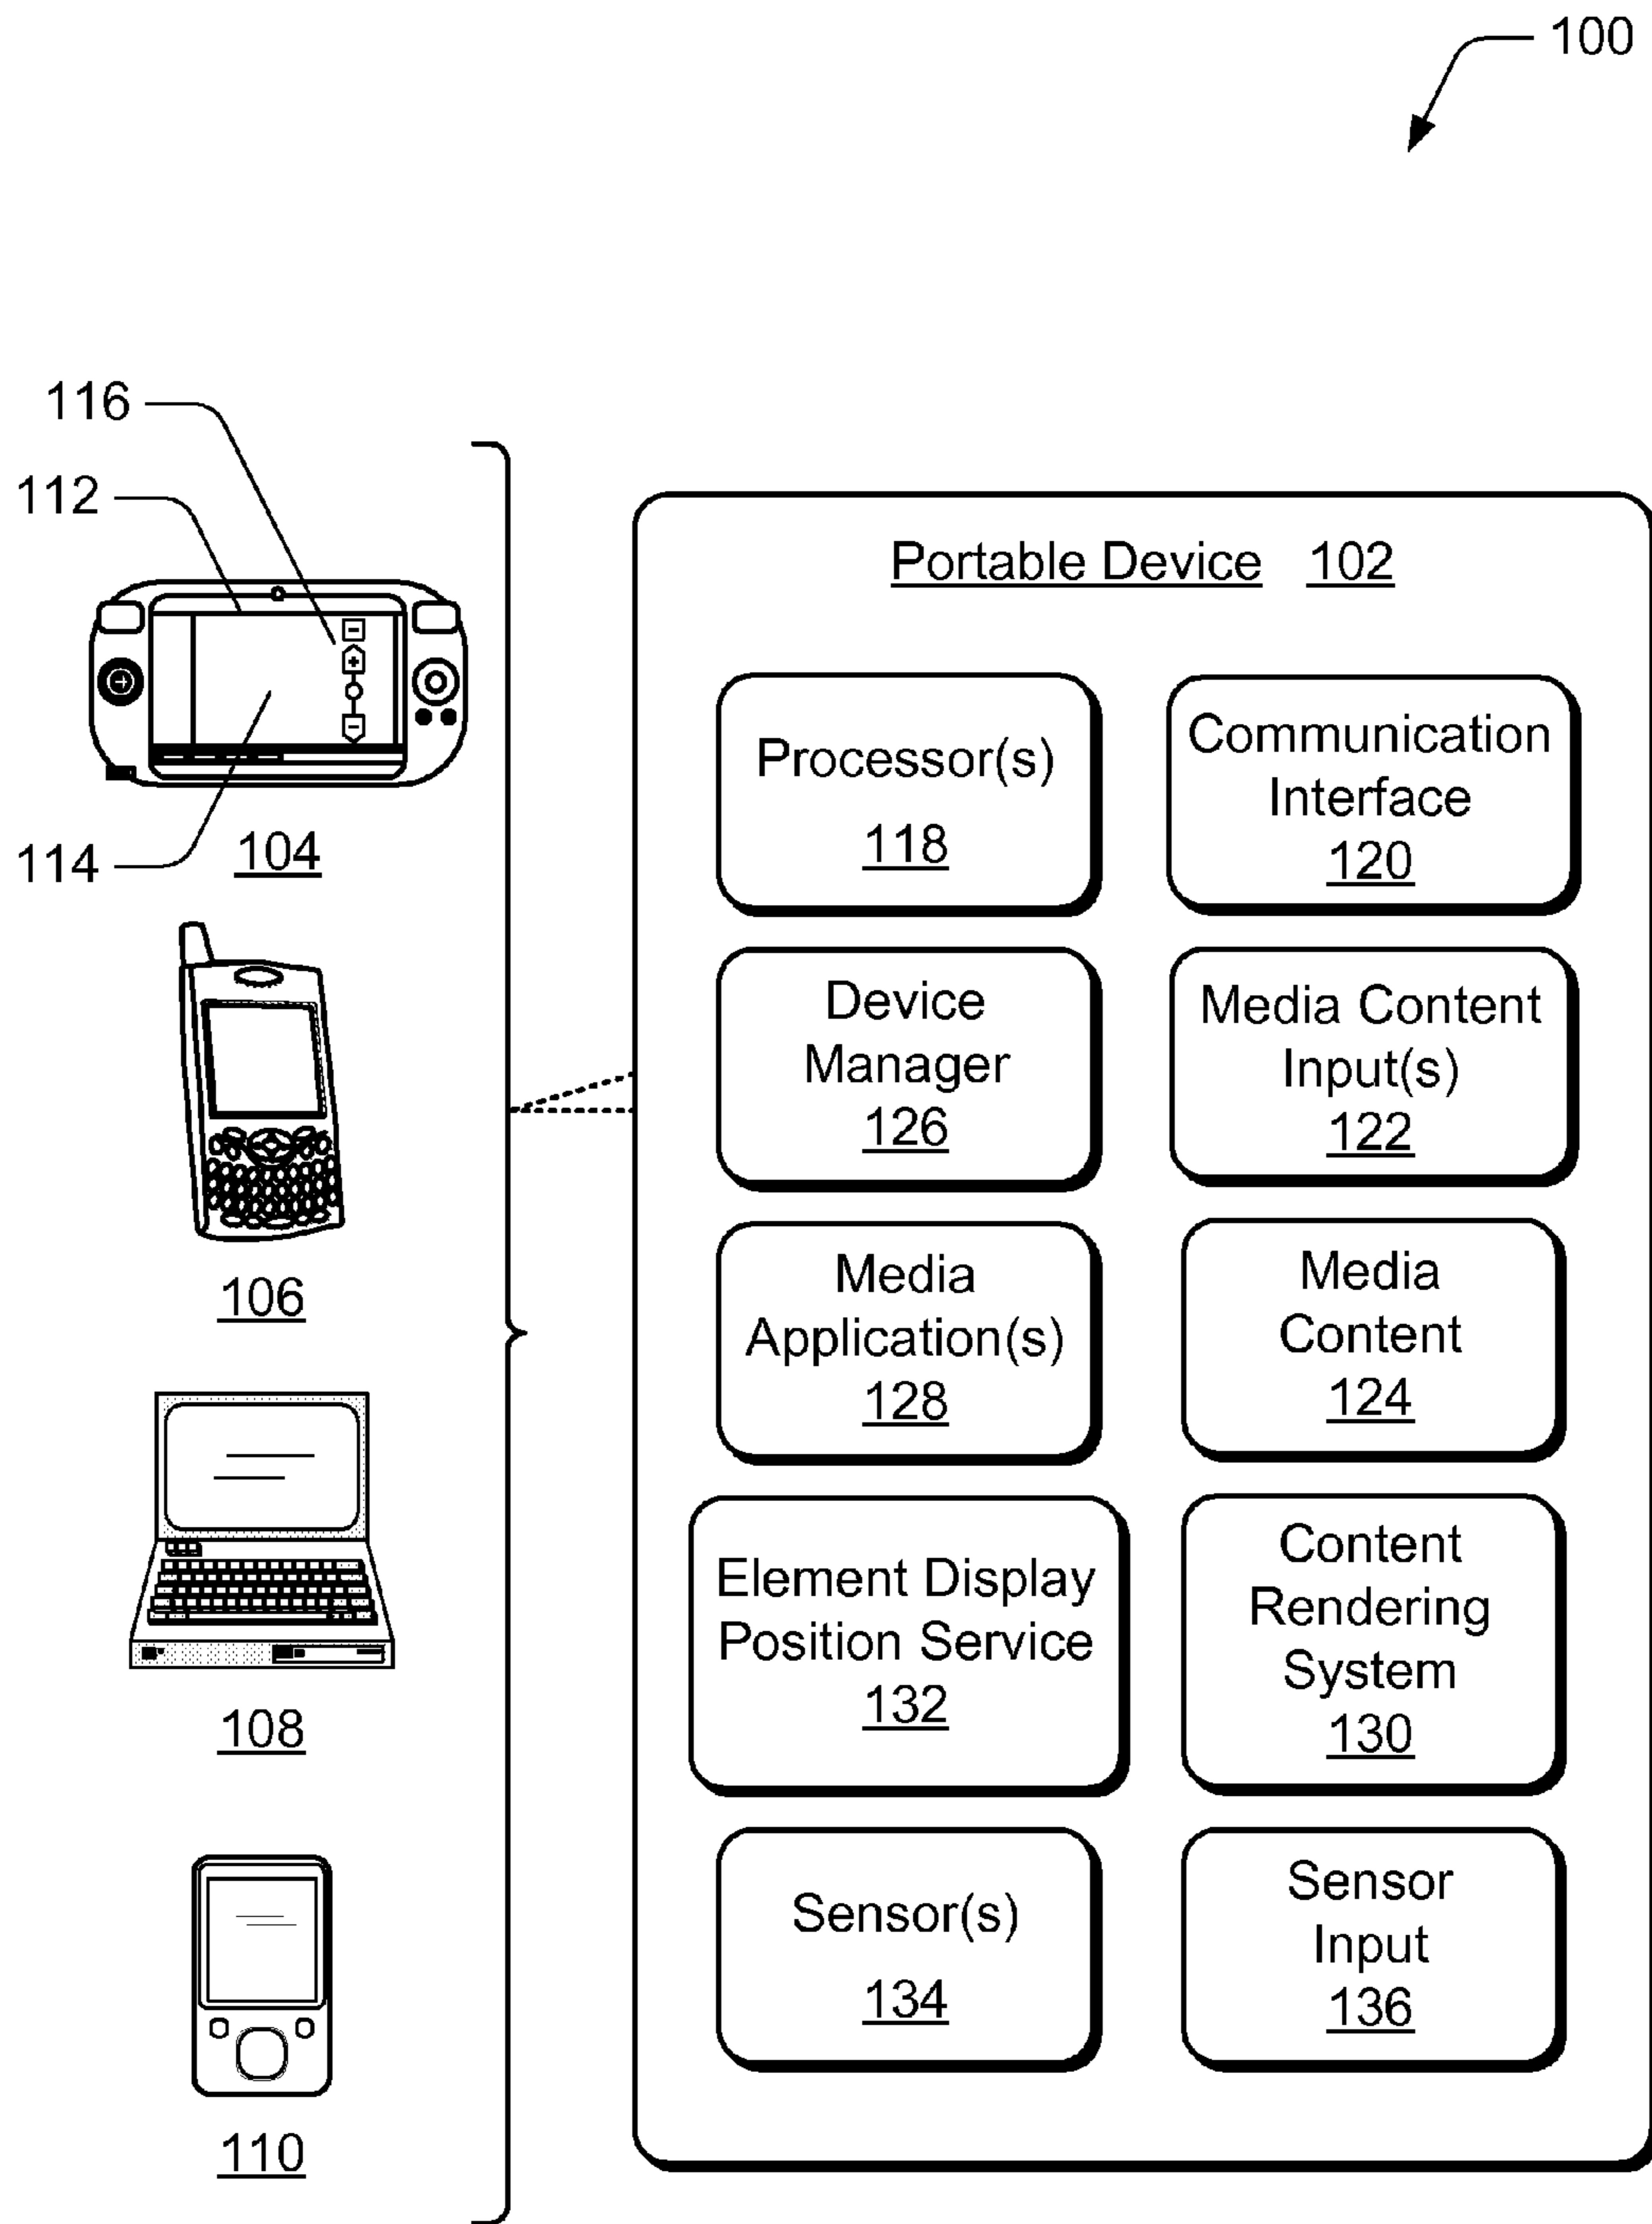 100
116
112
114
104
106
108
110
Portable Device 102
Processor(s)
118
Communication
Interface
120
Device
Manager
126
Media Content
Input(s)
122
Media
Application(s)
128
Media
Content
124
Element Display
Position Service
132
Content
Rendering
System
130
Sensor(s)
134
Sensor
Input
136